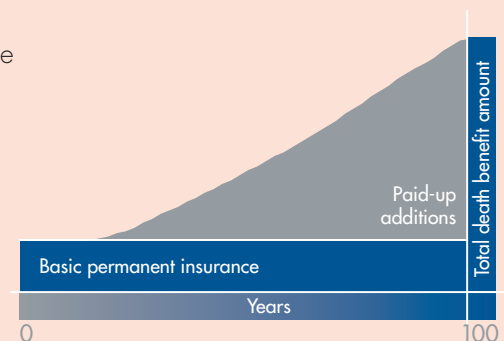 e
Paid-up
additions
Total death benefit amount
Basic permanent insurance
Years
0
100